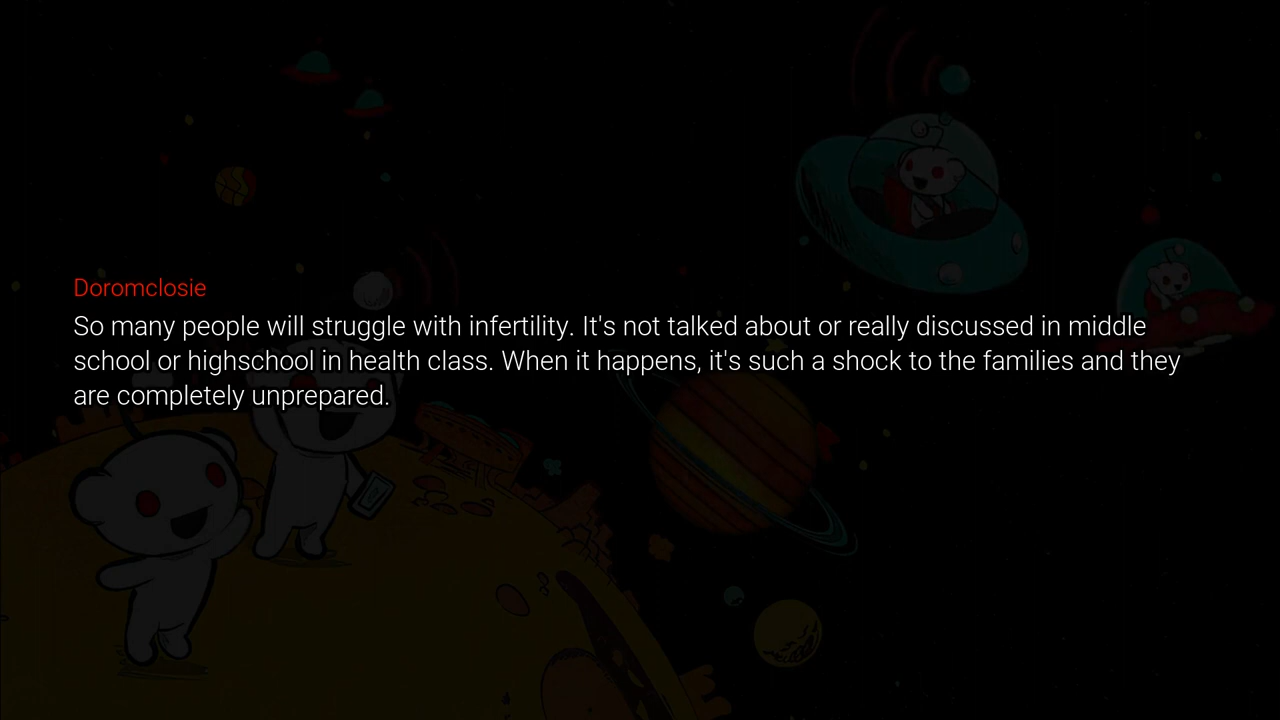 Doromclosie
So many people will struggle with infertility. It's not talked about or really discussed in middle
school or highschool in health class. When it happens, it's such a shock to the families and they
are completely unprepared.